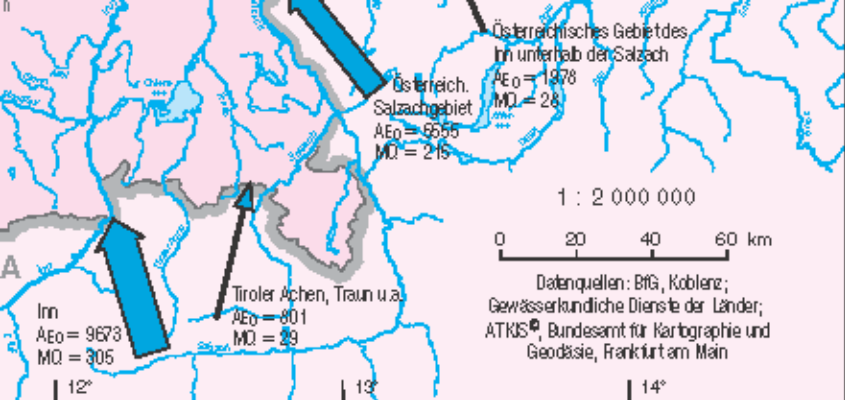 Österreichisches Gebiet des
Inn unterhalb der Salzach
AEo = 1978
MQ = 28
Österreich.
Salzachgebiet
AEo = 5555
MQ = 215
1 : 2 000 000
0 20 40 60 km
Datenquellen: BfG, Koblenz;
Gewässerkundliche Dienste der Länder;
ATKIS©, Bundesamt für Kartographie und
Geodäsie, Frankfurt am Main
A
Tiroler Achen, Traun u.a.
AEo = 801
MQ = 29
Inn
AEo = 9673
MQ = 305
12°
13°
14°